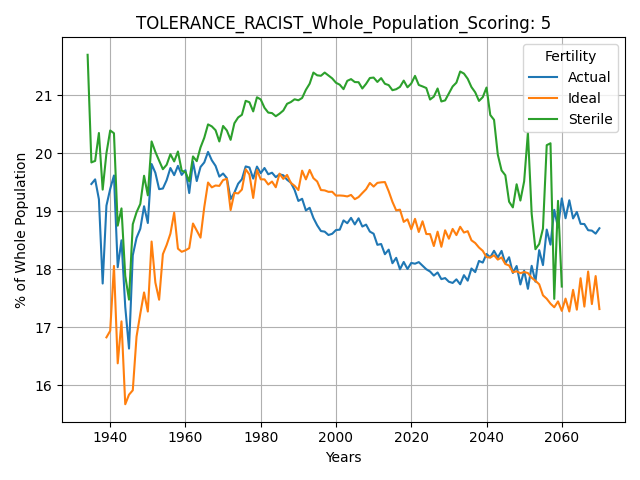 TOLERANCE_RACIST_Whole_Population_Scoring: 5
Fertility
Actual
Ideal
Sterile
% of Whole Population
21
20
19
18
17
16
1940 1960 1980 2000 2020 2040 2060
Years